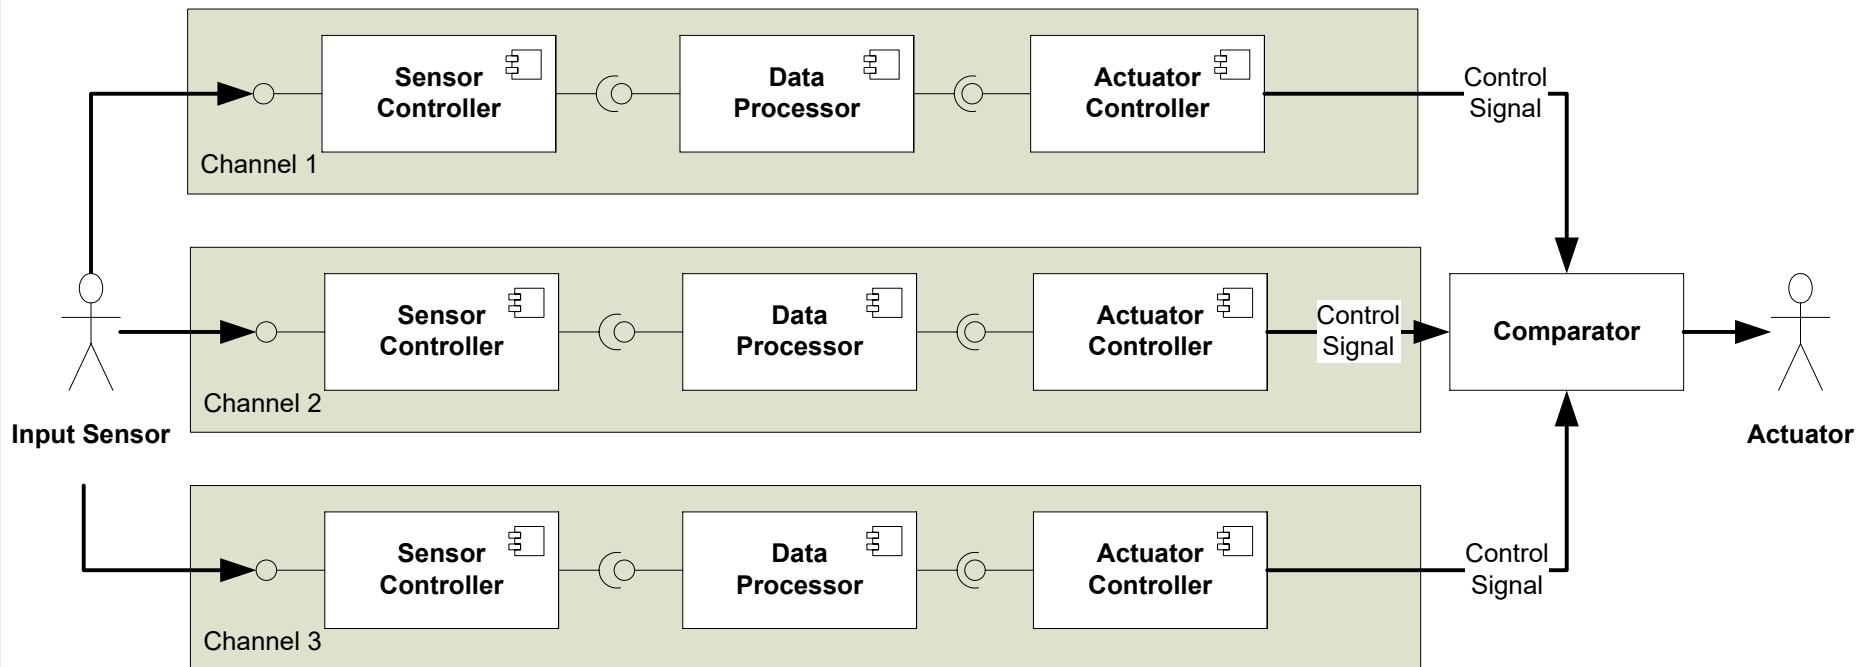 Sensor
Controller
Data
Processor
Actuator
Controller
Control
Signal
Channel 1
Sensor
Controller
Data
Processor
Actuator
Controller
Control
Signal
Comparator
Channel 2
Input Sensor
Actuator
Sensor
Controller
Data
Processor
Actuator
Controller
Control
Signal
Channel 3